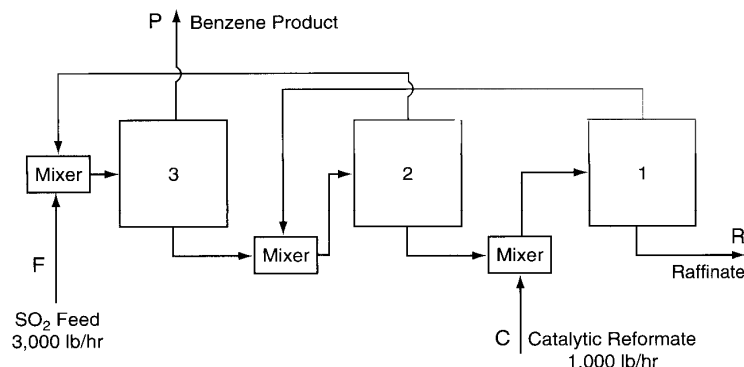 P Benzene Product
Mixer
3
2
1
Mixer
Mixer
R
Raffinate
F
SO₂ Feed
3,000 lb/hr
C Catalytic Reformate
1,000 lb/hr